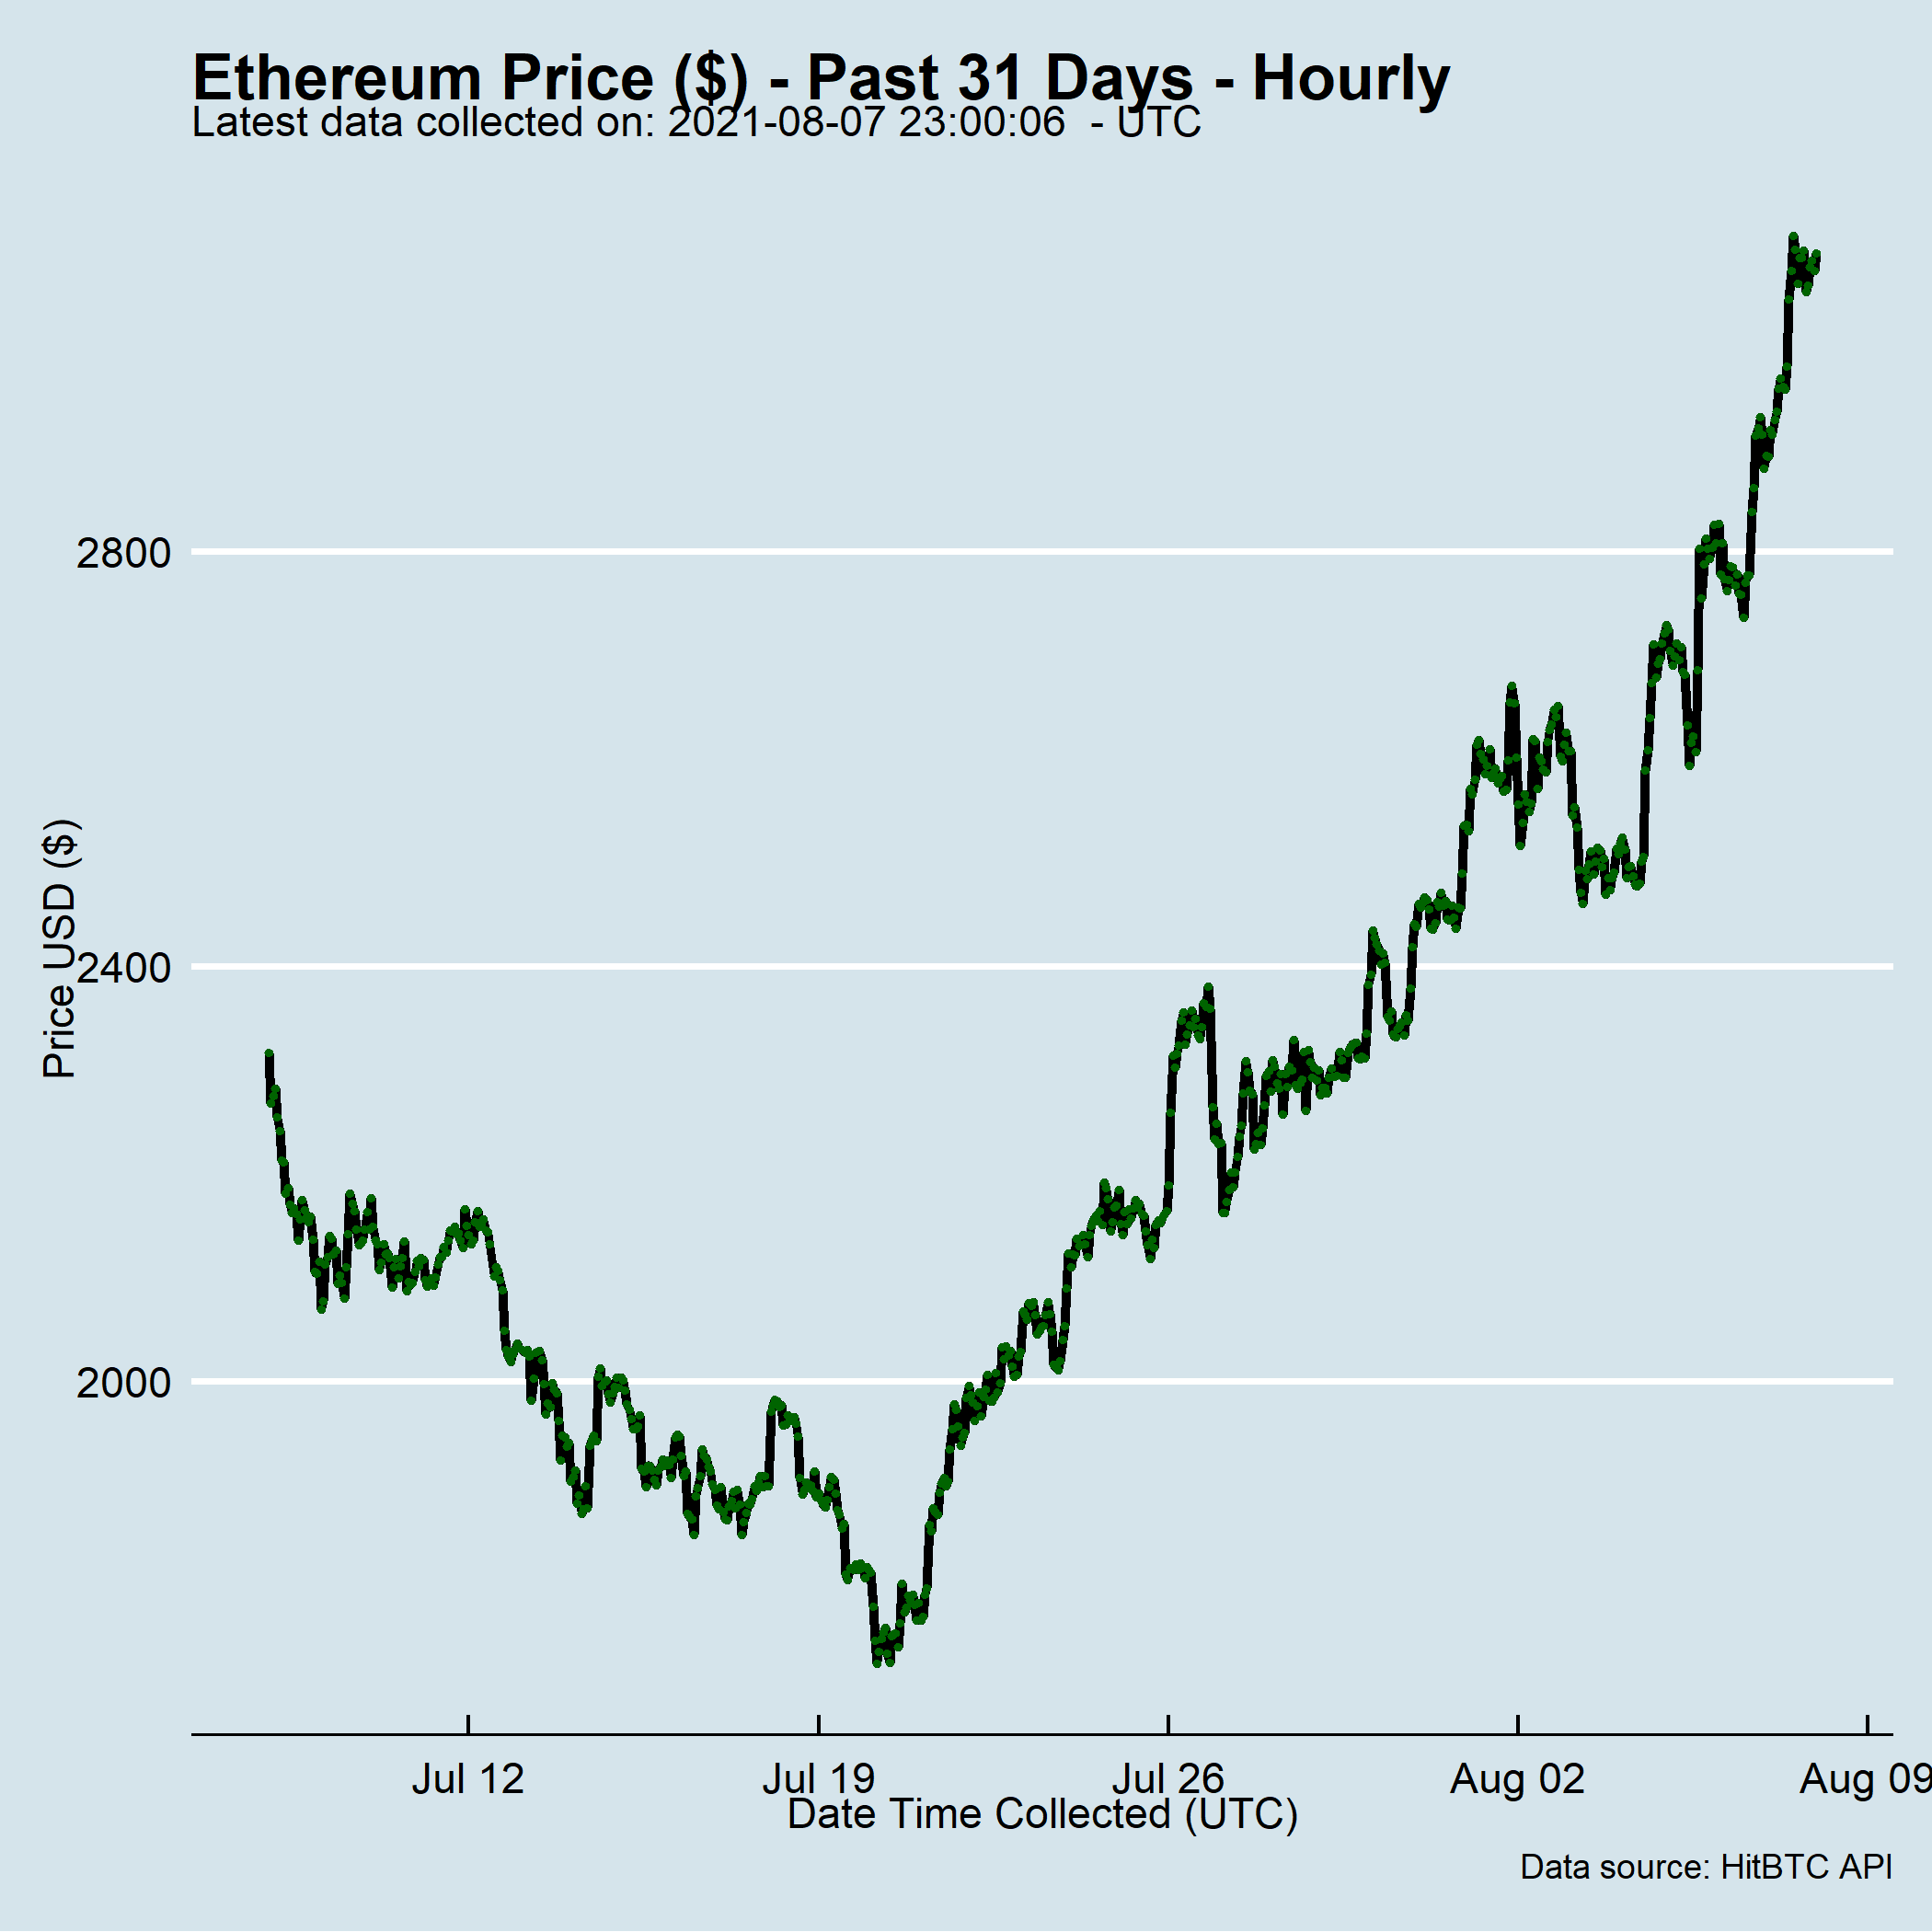 Ethereum Price ($) - Past 31 Days - Hourly
Latest data collected on: 2021-08-07 23:00:06  - UTC
Price USD ($)
2800
2400
2000
Jul 12
Jul 19
Jul 26
Aug 02
Aug 09
Date Time Collected (UTC)
Data source: HitBTC API